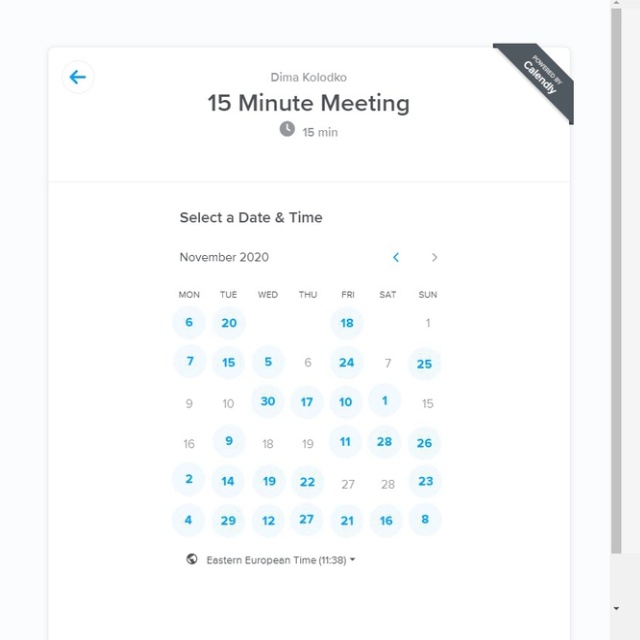 Dima Kolodko
POWERED BY
Calendly
15 Minute Meeting
15 min
Select a Date & Time
November 2020
MON TUE WED THU FRI SAT SUN
6 20 18 1
7 15 5 6 24 7 25
9 10 30 17 10 1 15
16 9 18 19 11 28 26
2 14 19 22 27 28 23
4 29 12 27 21 16 8
Eastern European Time (11:38)